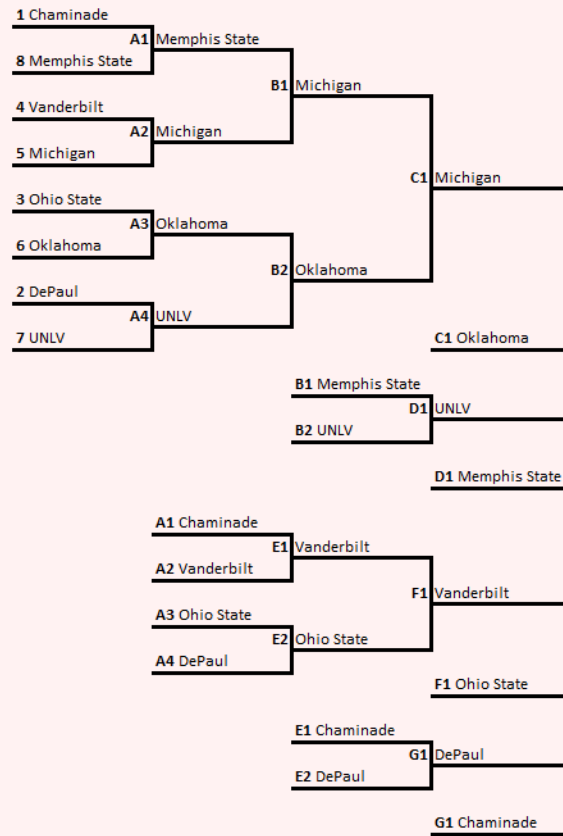 1 Chaminade
A1 Memphis State
8 Memphis State
B1 Michigan
4 Vanderbilt
A2 Michigan
5 Michigan
C1 Michigan
3 Ohio State
A3 Oklahoma
6 Oklahoma
B2 Oklahoma
2 DePaul
A4 UNLV
7 UNLV
C1 Oklahoma
B1 Memphis State
D1 UNLV
B2 UNLV
D1 Memphis State
A1 Chaminade
E1 Vanderbilt
A2 Vanderbilt
F1 Vanderbilt
A3 Ohio State
E2 Ohio State
A4 DePaul
F1 Ohio State
E1 Chaminade
G1 DePaul
E2 DePaul
G1 Chaminade